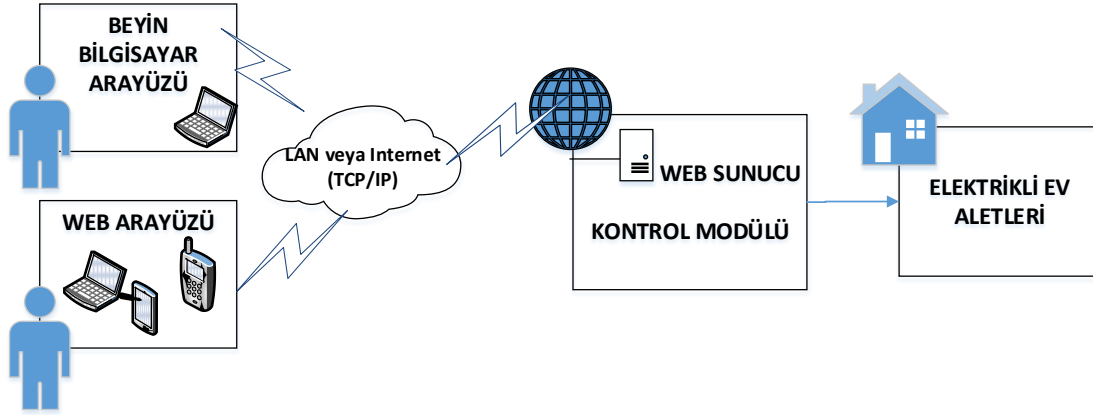 BEYİN
BİLGİSAYAR
ARAYÜZÜ
LAN veya Internet
(TCP/IP)
WEB ARAYÜZÜ
WEB SUNUCU
KONTROL MODÜLÜ
ELEKTRİKLİ EV
ALETLERİ